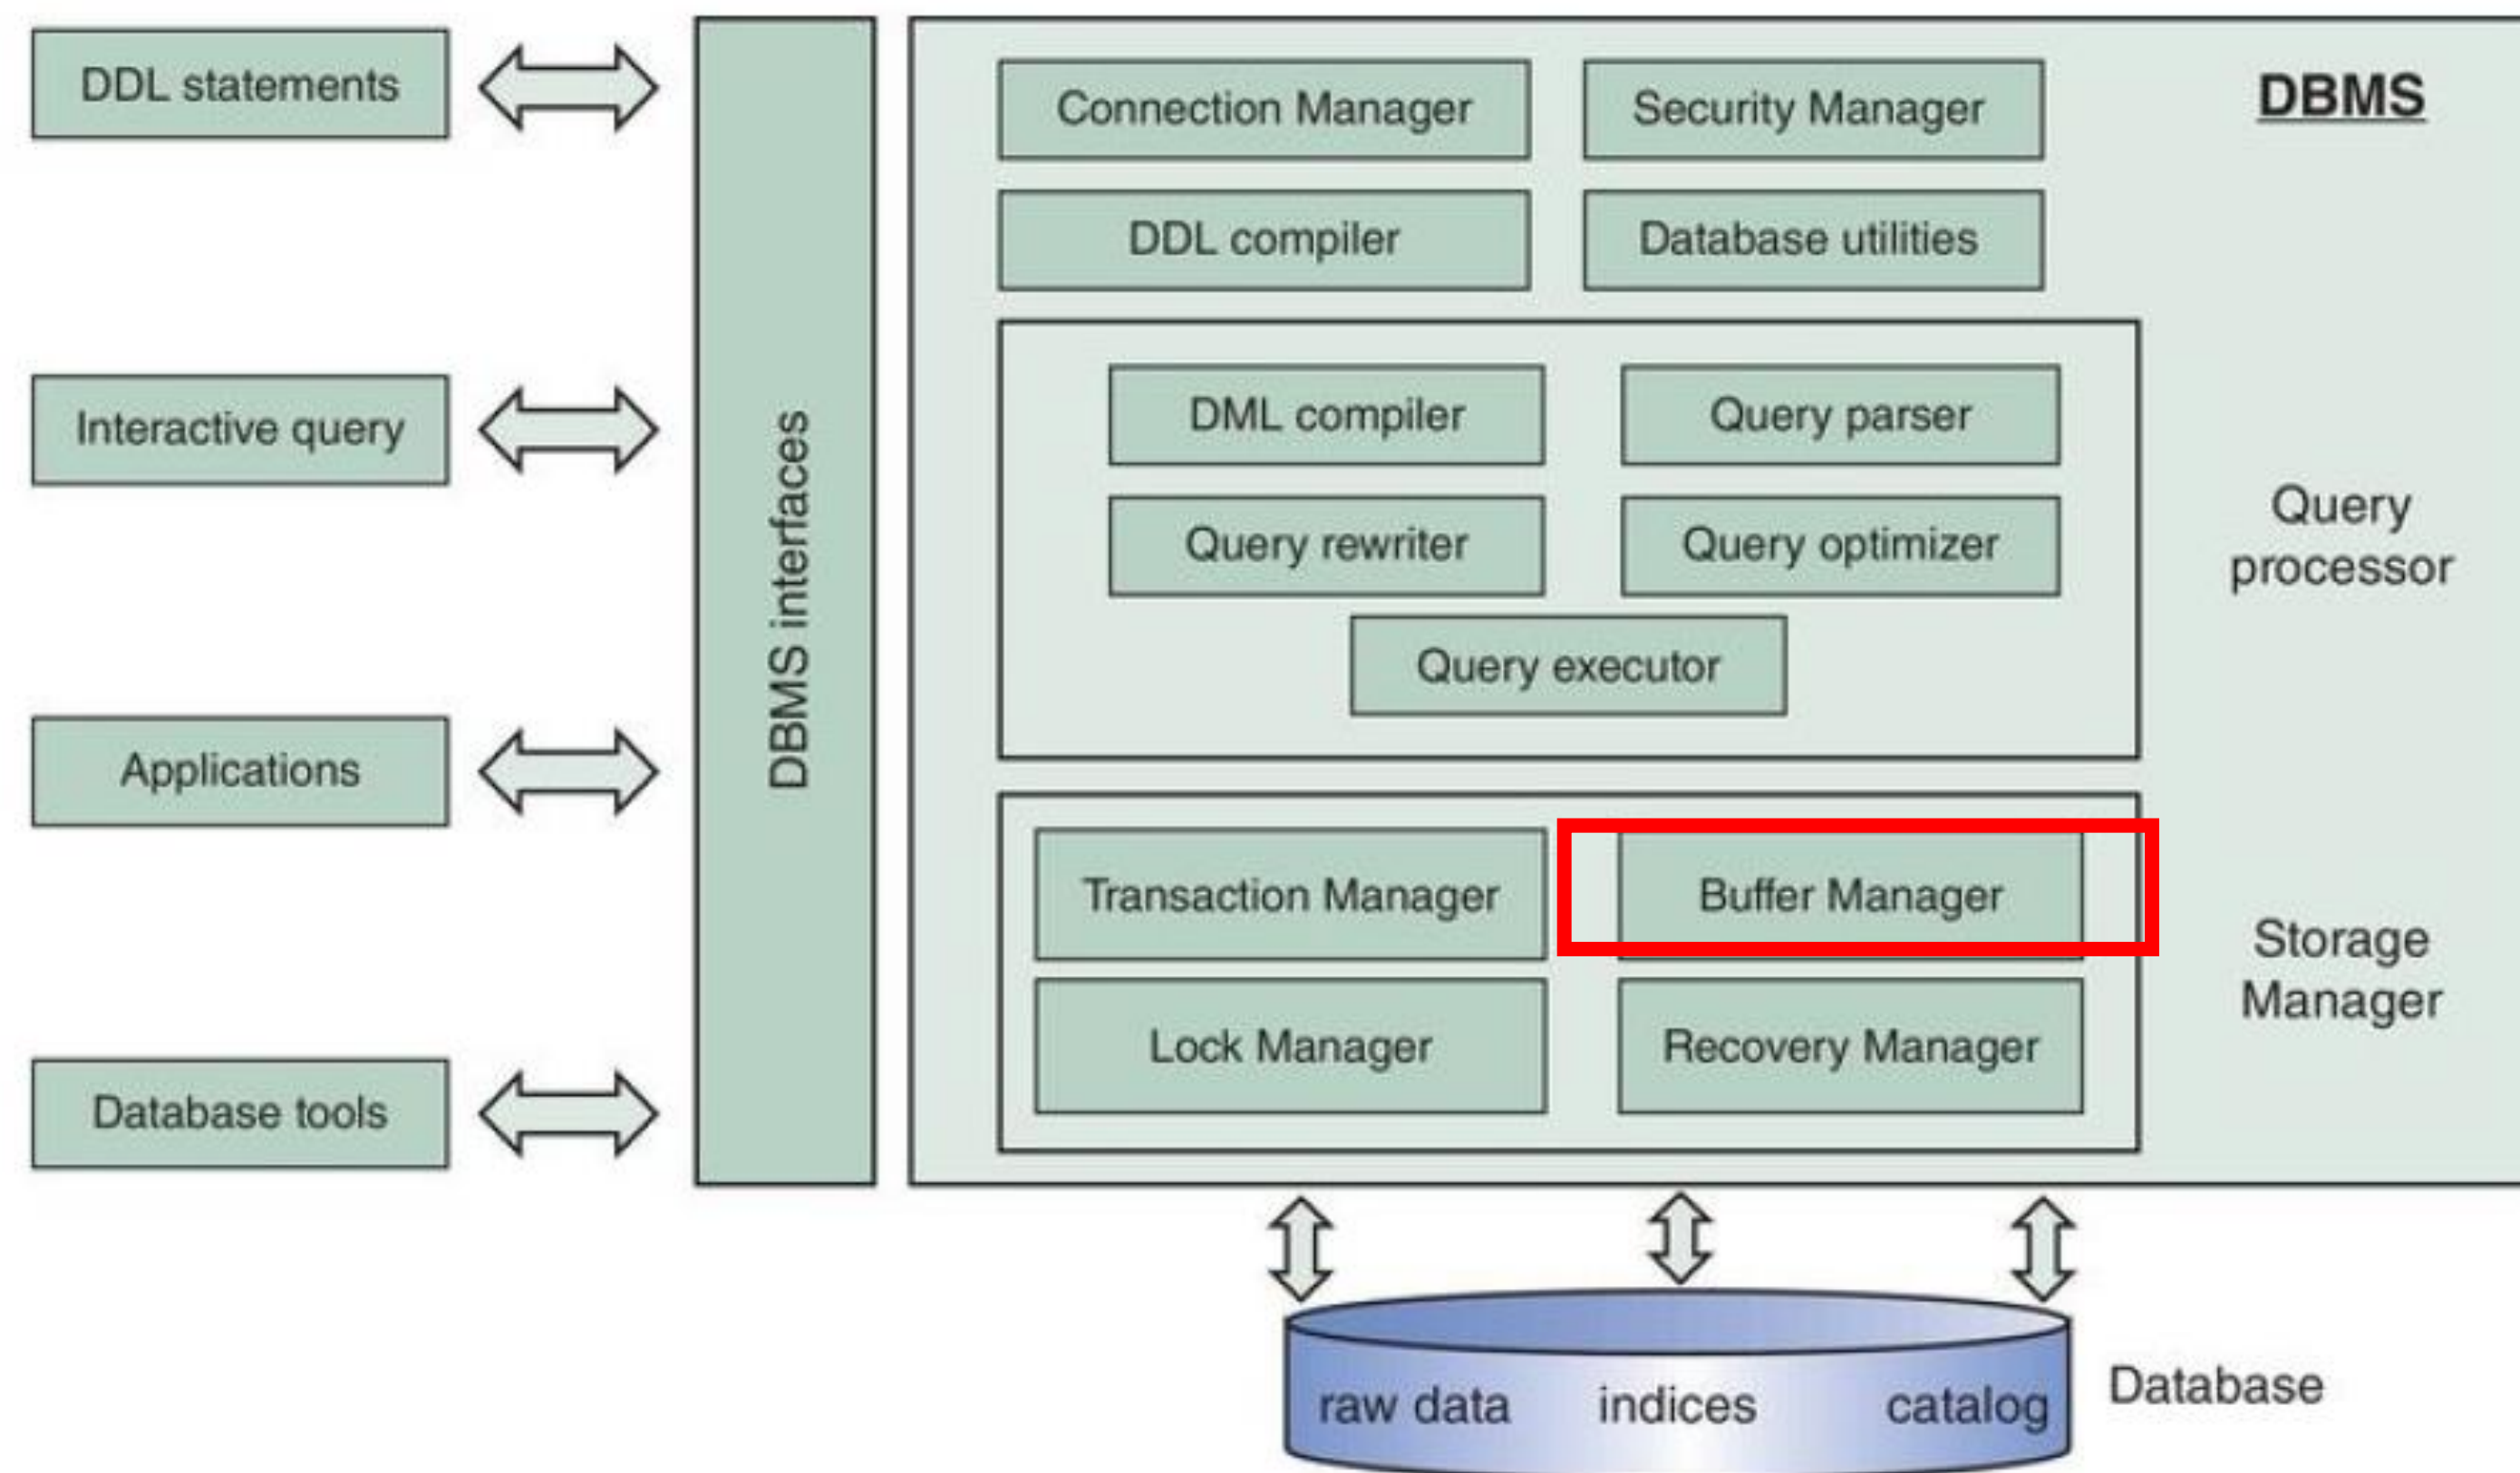 DDL statements
Interactive query
Applications
Database tools
DBMS interfaces
Connection Manager
Security Manager
DBMS
DDL compiler
Database utilities
DML compiler
Query parser
Query rewriter
Query optimizer
Query executor
Query
processor
Transaction Manager
Buffer Manager
Lock Manager
Recovery Manager
Storage
Manager
raw data
indices
catalog
Database